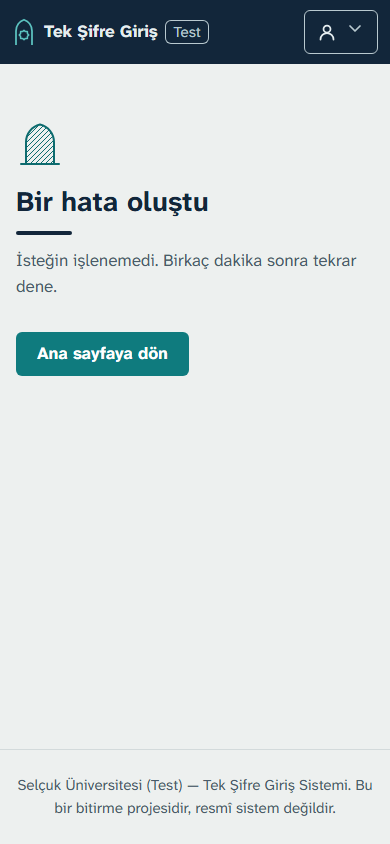 Tek Şifre Giriş Test
Bir hata oluştu
İsteğin işlenemedi. Birkaç dakika sonra tekrar
dene.
Ana sayfaya dön
Selçuk Üniversitesi (Test) — Tek Şifre Giriş Sistemi. Bu
bir bitirme projesidir, resmî sistem değildir.